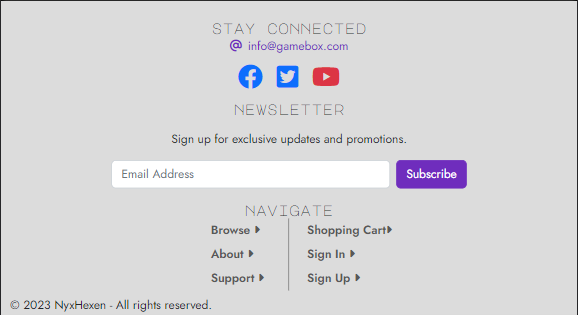 STAY CONNECTED
@ info@gamebox.com
NEWSLETTER
Sign up for exclusive updates and promotions.
Email Address Subscribe
NAVIGATE
Browse Shopping Cart
About Sign In
Support Sign Up
© 2023 NyxHexen - All rights reserved.